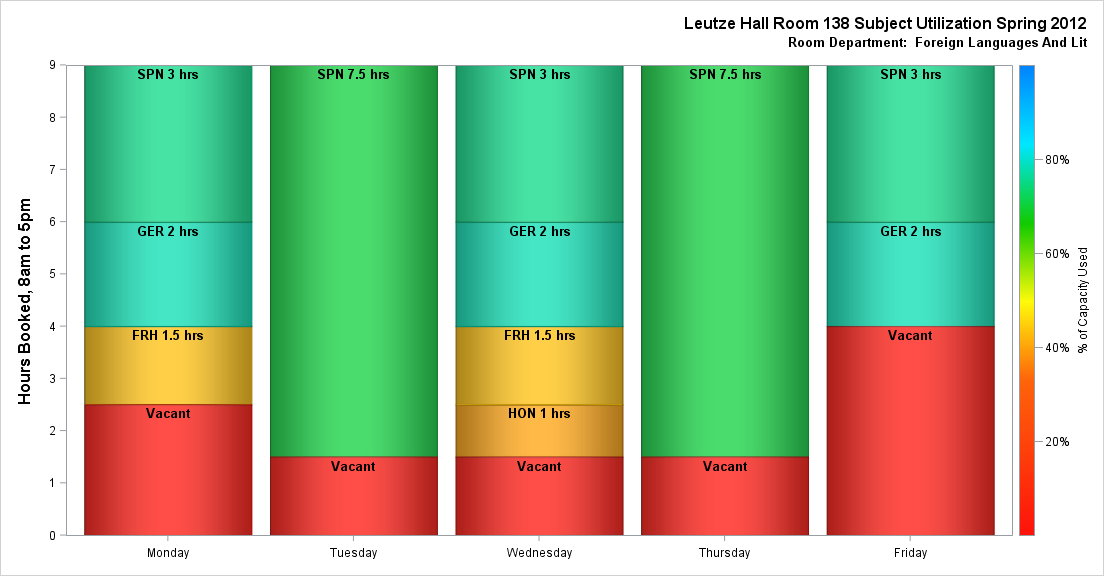 Leutze Hall Room 138 Subject Utilization Spring 2012
Room Department:  Foreign Languages And Lit
Hours Booked, 8am to 5pm
9
8
7
6
5
4
3
2
1
0
SPN 3 hrs
GER 2 hrs
FRH 1.5 hrs
Vacant
SPN 7.5 hrs
Vacant
SPN 3 hrs
GER 2 hrs
FRH 1.5 hrs
HON 1 hrs
Vacant
SPN 7.5 hrs
Vacant
SPN 3 hrs
GER 2 hrs
Vacant
Monday
Tuesday
Wednesday
Thursday
Friday
80%
60%
40%
20%
% of Capacity Used